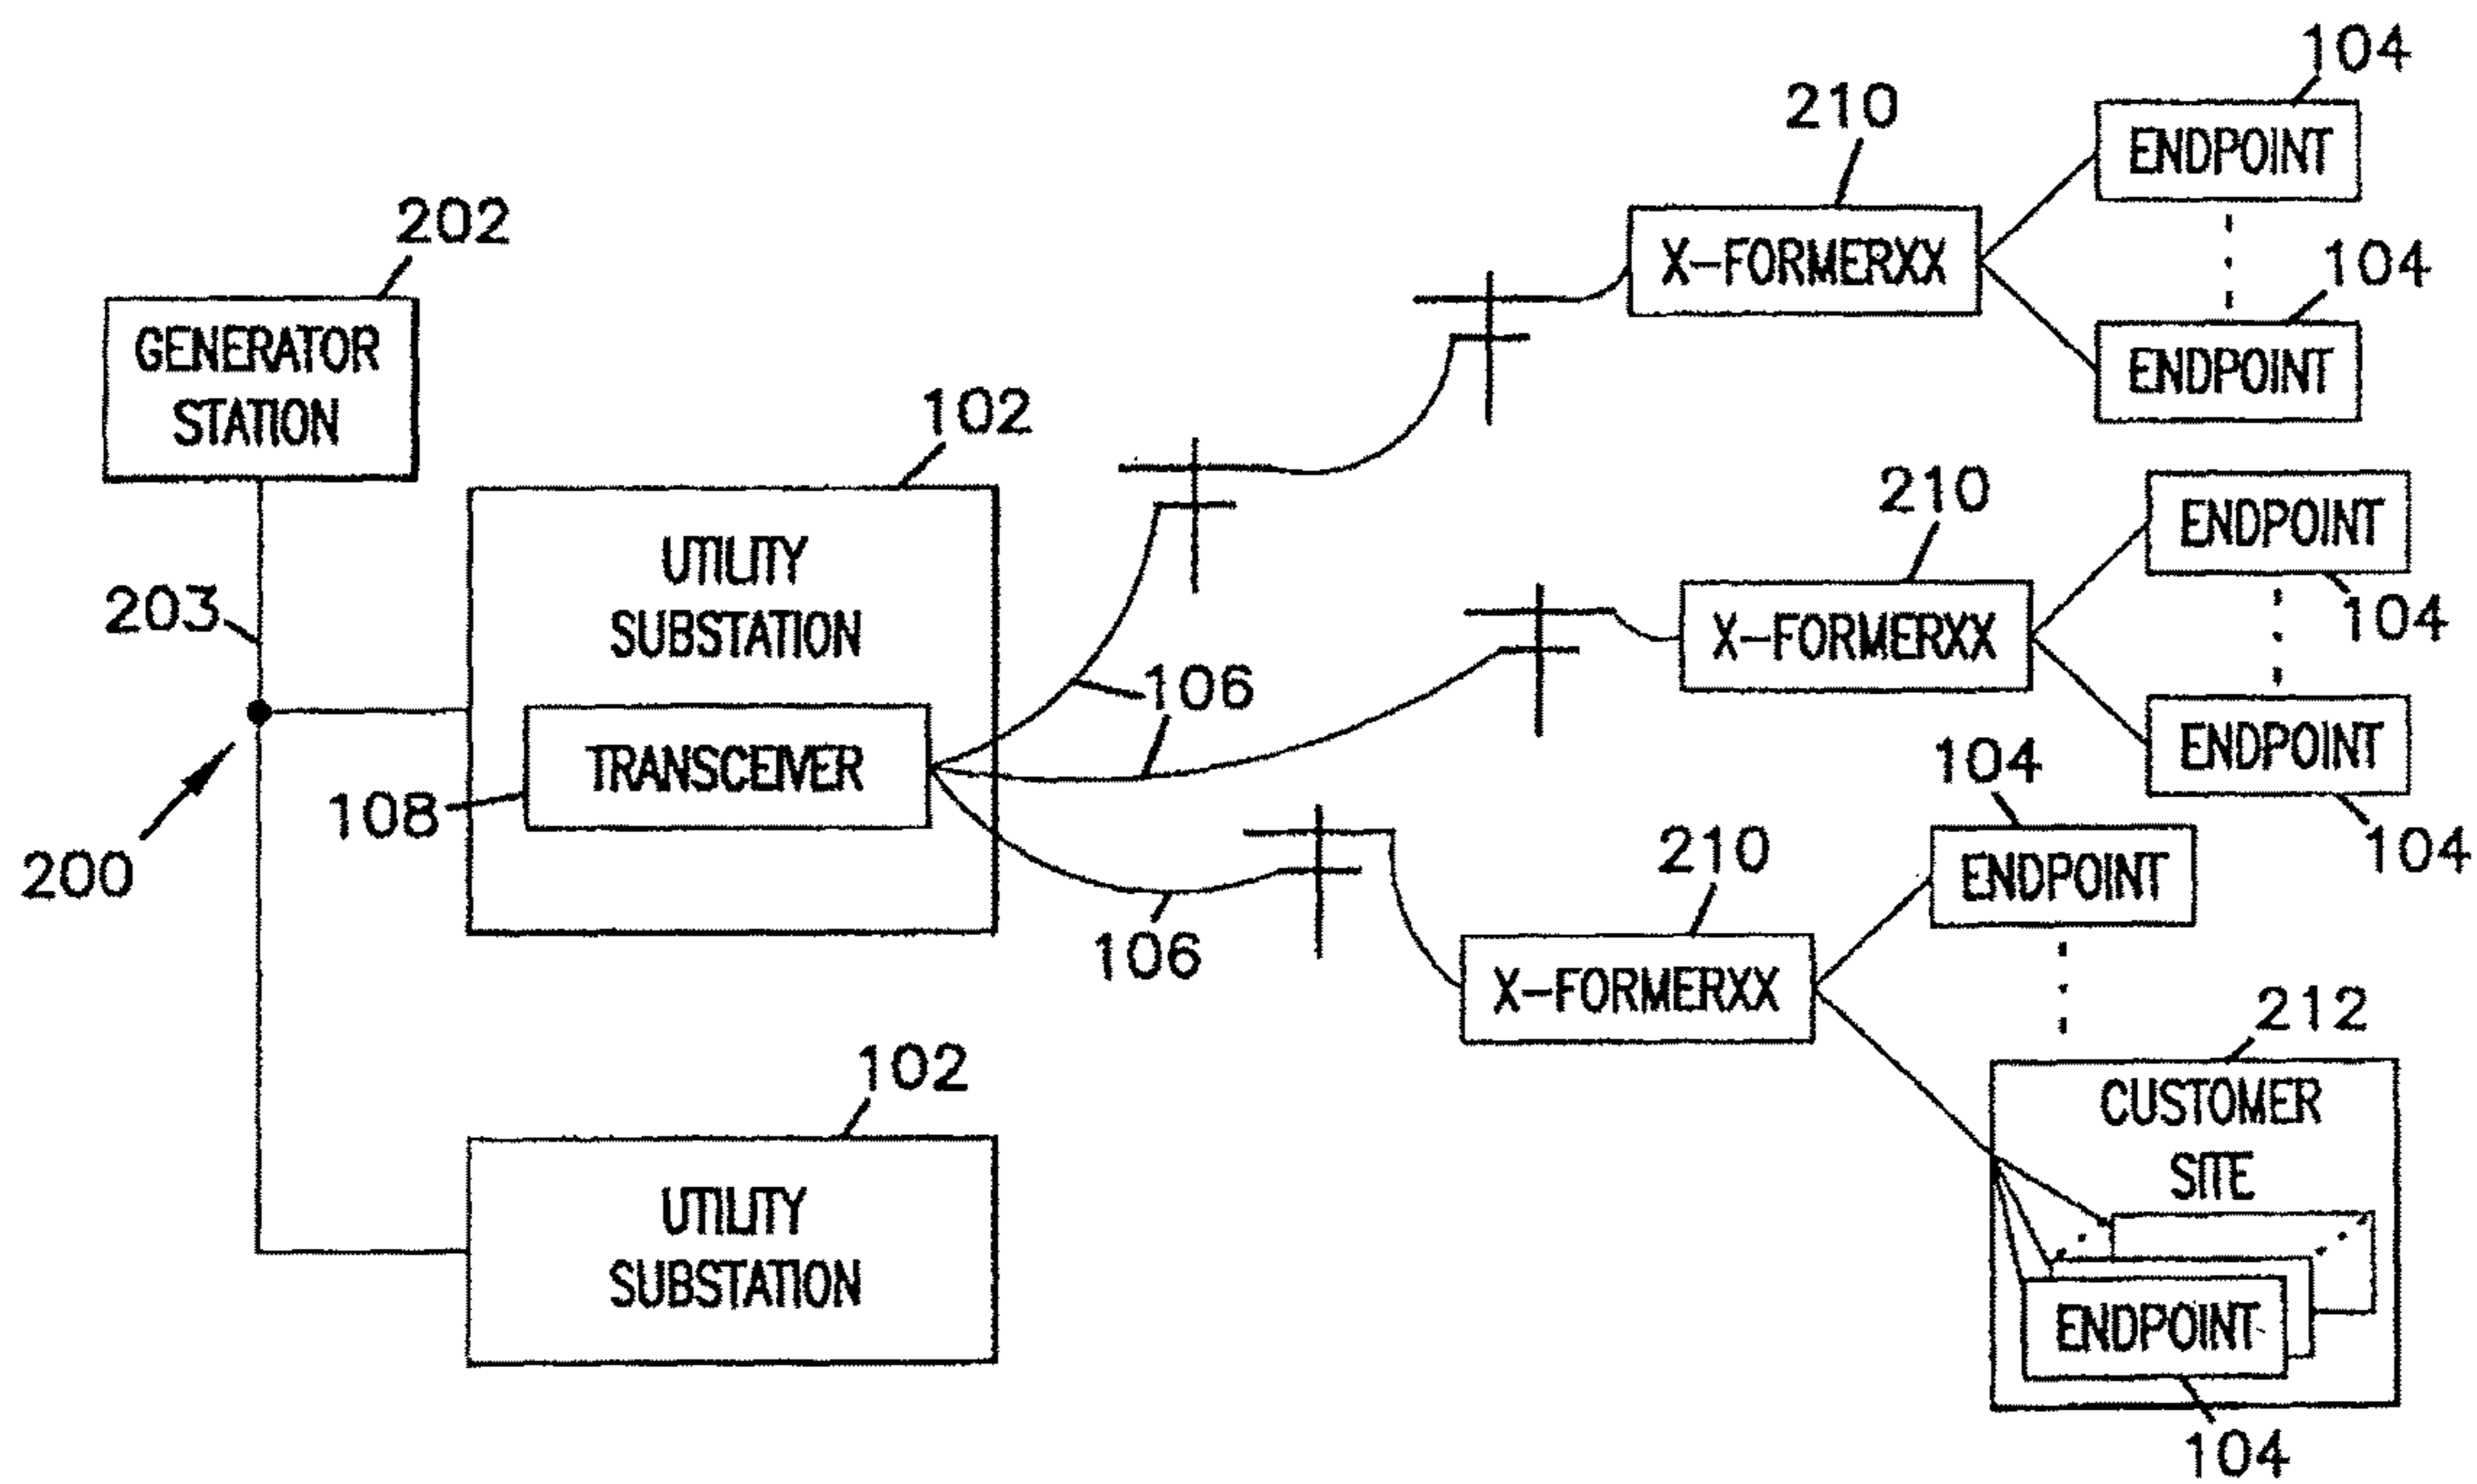 104
210
ENDPOINT
202
X-FORMERXX
104
GENERATOR
STATION
ENDPOINT
102
210
ENDPOINT
UTILITY
SUBSTATION
203
X-FORMERXX
104
106
ENDPOINT
TRANSCEIVER
108
104
104
200
210
ENDPOINT
106
X-FORMERXX
212
102
CUSTOMER
SITE
UTILITY
SUBSTATION
ENDPOINT
104